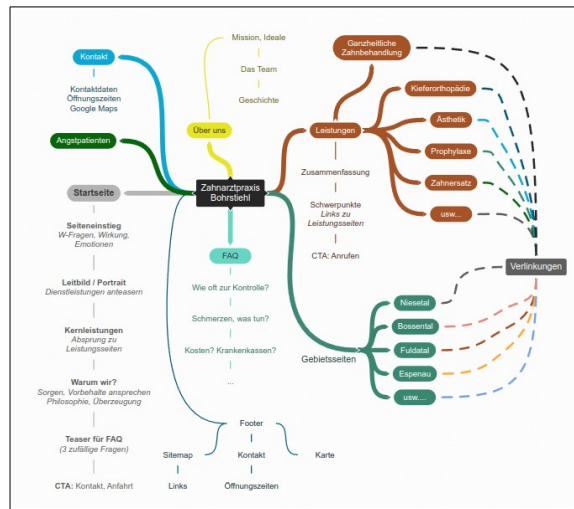 Kontakt
Kontaktdaten
Öffnungszeiten
Google Maps
Angstpatienten
Startseite
Seiteneinstieg
W-Fragen, Wirkung,
Emotionen
Leitbild / Portrait
Dienstleistungen anteasern
Kernleistungen
Absprung zu
Leistungsseiten
Warum wir?
Sorgen, Vorbehalte ansprechen
Philosophie, Überzeugung
Teaser für FAQ
(3 zufällige Fragen)
CTA: Kontakt, Anfahrt
Mission, Ideale
Das Team
Geschichte
Über uns
Zahnarztpraxis
Bohrstiehl
FAQ
Wie oft zur Kontrolle?
Schmerzen, was tun?
Kosten? Krankenkassen?
...
Footer
Sitemap
Kontakt
Karte
Links
Öffnungszeiten
Ganzheitliche
Zahnbehandlung
Leistungen
Zusammenfassung
Schwerpunkte
Links zu
Leistungsseiten
CTA: Anrufen
Kieferorthopädie
Ästhetik
Prophylaxe
Zahnersatz
usw...
Verlinkungen
Gebietsseiten
Niesetal
Bossental
Fuldatal
Espenau
usw....